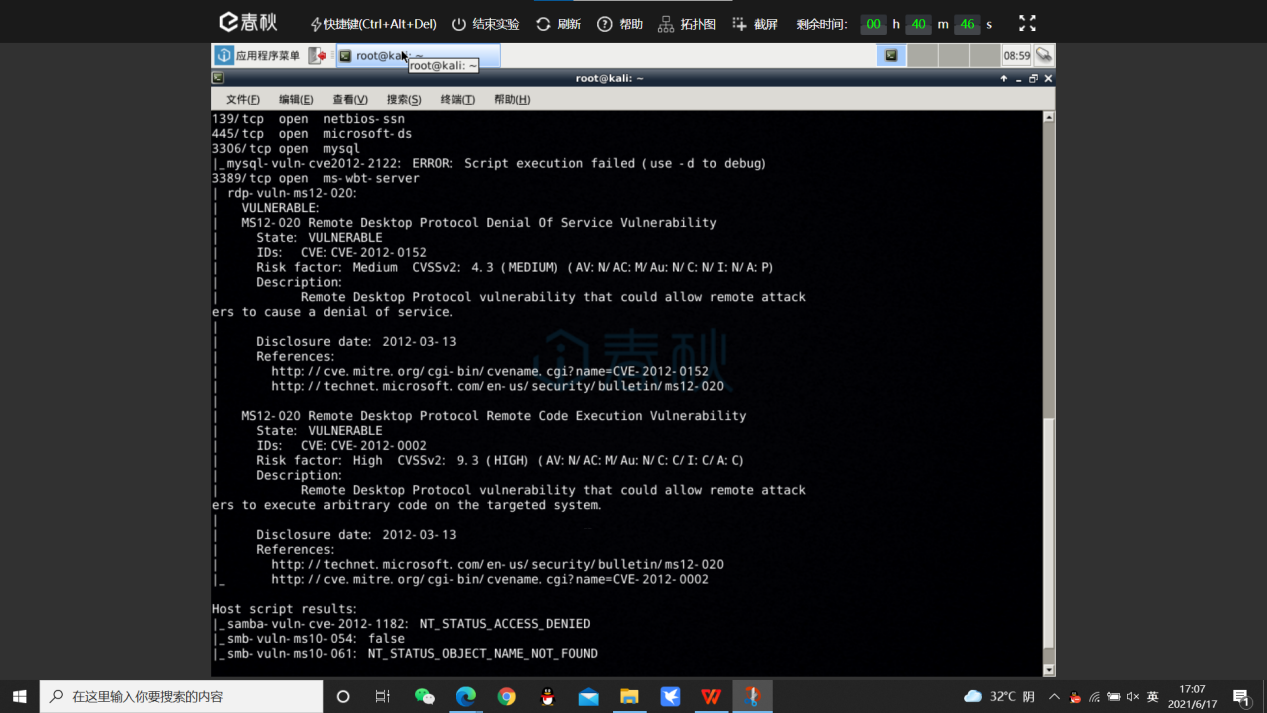 春秋 快捷键(Ctrl+Alt+Del) 结束实验 刷新 帮助 拓扑图 截屏 剩余时间: 00 h 40 m 46 s
应用程序菜单 root@kali: ~ 08:59
root@kali: ~
root@kali: ~
文件(F) 编辑(E) 查看(V) 搜索(S) 终端(T) 帮助(H)
139/tcp open netbios-ssn
445/tcp open microsoft-ds
3306/tcp open mysql
|_mysql-vuln-cve2012-2122: ERROR: Script execution failed (use -d to debug)
3389/tcp open ms-wbt-server
| rdp-vuln-ms12-020:
| VULNERABLE:
| MS12-020 Remote Desktop Protocol Denial Of Service Vulnerability
| State: VULNERABLE
| IDs: CVE:CVE-2012-0152
| Risk factor: Medium CVSSv2: 4.3 (MEDIUM) (AV:N/AC:M/Au:N/C:N/I:N/A:P)
| Description:
| Remote Desktop Protocol vulnerability that could allow remote attack
ers to cause a denial of service.
|
| Disclosure date: 2012-03-13
| References:
| http://cve.mitre.org/cgi-bin/cvename.cgi?name=CVE-2012-0152
| http://technet.microsoft.com/en-us/security/bulletin/ms12-020
|
| MS12-020 Remote Desktop Protocol Remote Code Execution Vulnerability
| State: VULNERABLE
| IDs: CVE:CVE-2012-0002
| Risk factor: High CVSSv2: 9.3 (HIGH) (AV:N/AC:M/Au:N/C:C/I:C/A:C)
| Description:
| Remote Desktop Protocol vulnerability that could allow remote attack
ers to execute arbitrary code on the targeted system.
|
| Disclosure date: 2012-03-13
| References:
| http://technet.microsoft.com/en-us/security/bulletin/ms12-020
|_ http://cve.mitre.org/cgi-bin/cvename.cgi?name=CVE-2012-0002
Host script results:
|_samba-vuln-cve-2012-1182: NT_STATUS_ACCESS_DENIED
|_smb-vuln-ms10-054: false
|_smb-vuln-ms10-061: NT_STATUS_OBJECT_NAME_NOT_FOUND
春秋
在这里输入你要搜索的内容 32°C 阴 英 17:07
2021/6/17 1